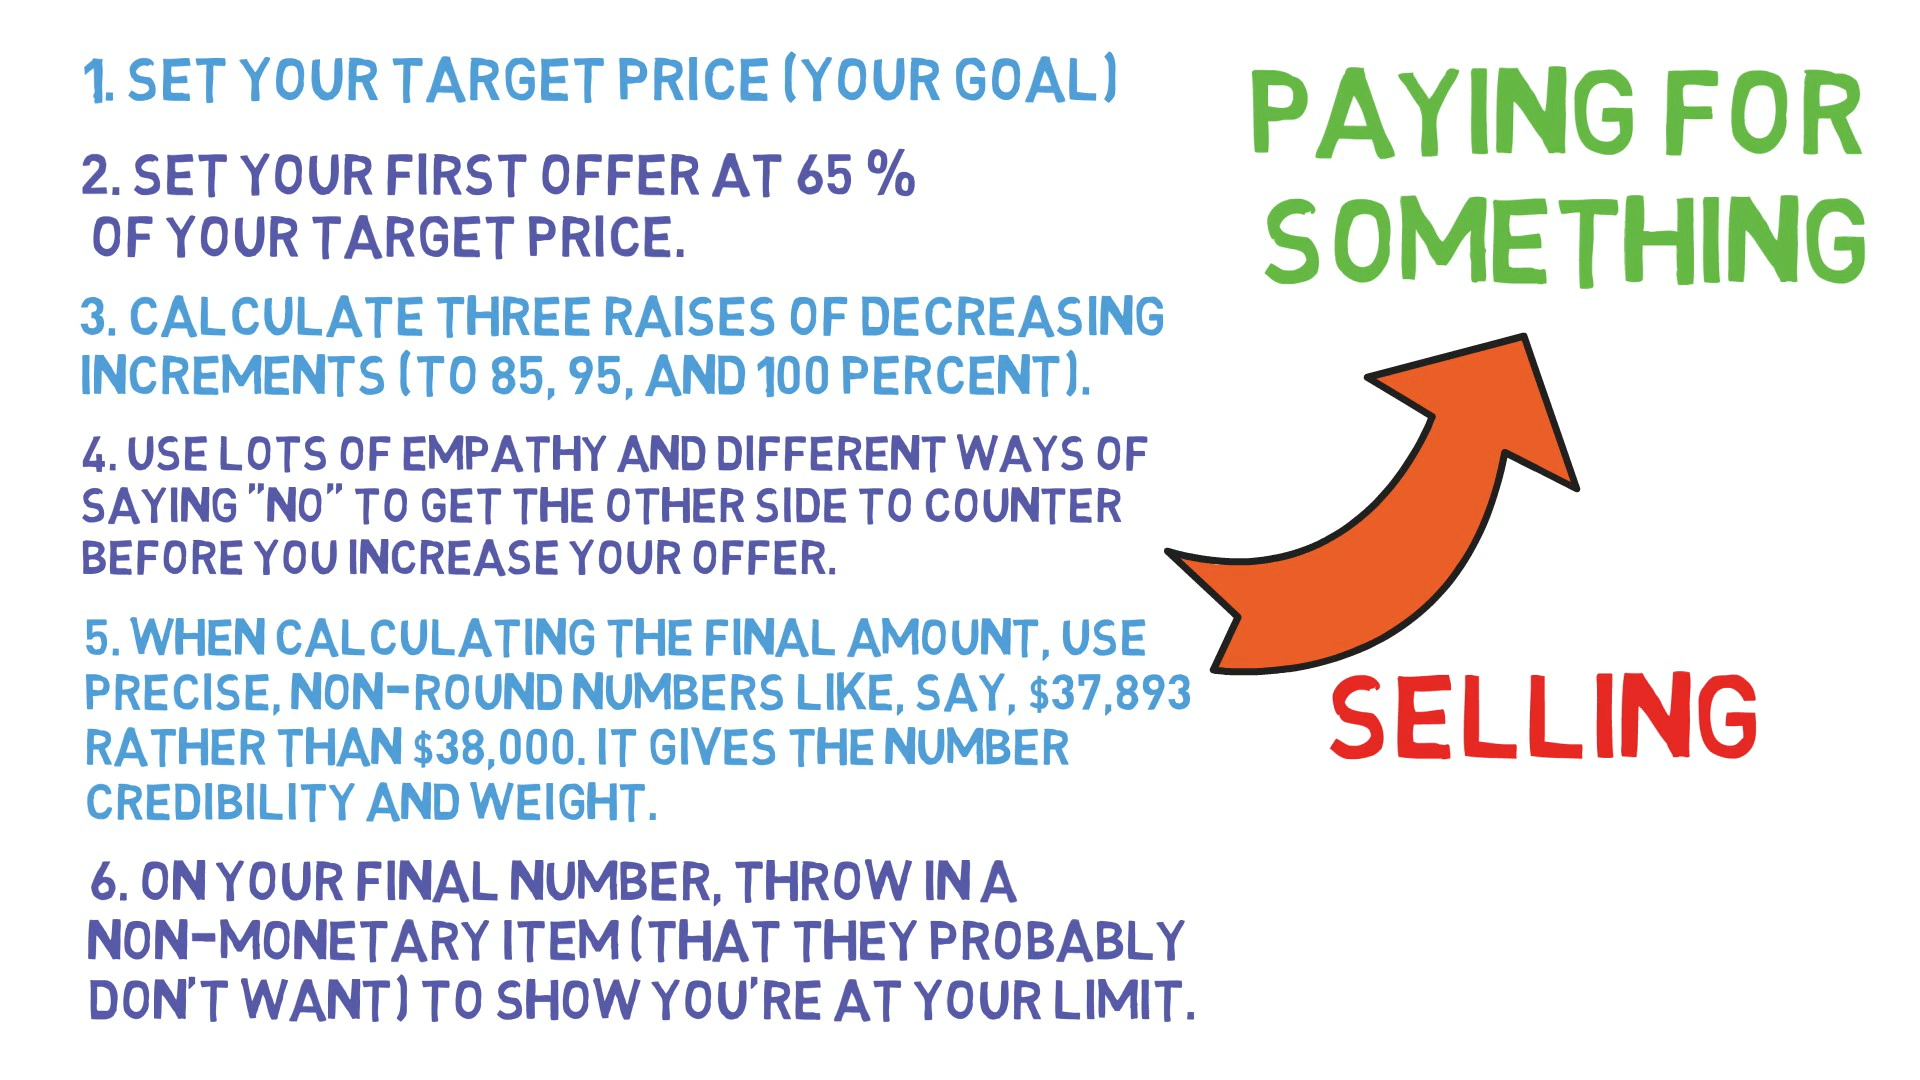 1. SET YOUR TARGET PRICE (YOUR GOAL)
2. SET YOUR FIRST OFFER AT 65 %
OF YOUR TARGET PRICE.
3. CALCULATE THREE RAISES OF DECREASING
INCREMENTS (TO 85, 95, AND 100 PERCENT).
4. USE LOTS OF EMPATHY AND DIFFERENT WAYS OF
SAYING "NO" TO GET THE OTHER SIDE TO COUNTER
BEFORE YOU INCREASE YOUR OFFER.
5. WHEN CALCULATING THE FINAL AMOUNT, USE
PRECISE, NON-ROUND NUMBERS LIKE, SAY, $37,893
RATHER THAN $38,000. IT GIVES THE NUMBER
CREDIBILITY AND WEIGHT.
6. ON YOUR FINAL NUMBER, THROW IN A
NON-MONETARY ITEM (THAT THEY PROBABLY
DON'T WANT) TO SHOW YOU'RE AT YOUR LIMIT.
PAYING FOR
SOMETHING
SELLING